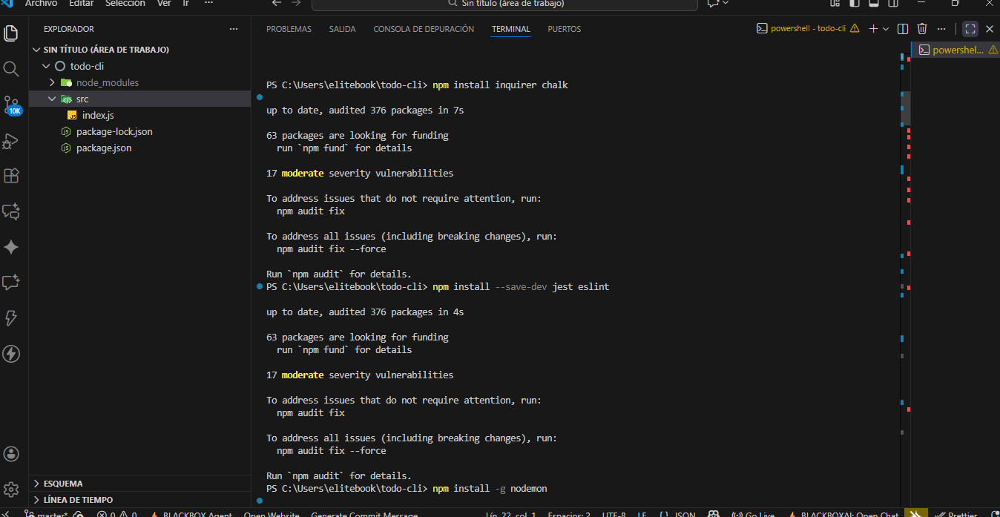 Archivo Editar Selección Ver Ir ··· Sin título (área de trabajo)
EXPLORADOR ···
SIN TÍTULO (ÁREA DE TRABAJO)
todo-cli
node_modules
src
JS index.js
package-lock.json
package.json
10K
ESQUEMA
LÍNEA DE TIEMPO
PROBLEMAS SALIDA CONSOLA DE DEPURACIÓN TERMINAL PUERTOS powershell - todo-cli
powershel...
PS C:\Users\elitebook\todo-cli> npm install inquirer chalk
up to date, audited 376 packages in 7s
63 packages are looking for funding
run `npm fund` for details
17 moderate severity vulnerabilities
To address issues that do not require attention, run:
npm audit fix
To address all issues (including breaking changes), run:
npm audit fix --force
Run `npm audit` for details.
PS C:\Users\elitebook\todo-cli> npm install --save-dev jest eslint
up to date, audited 376 packages in 4s
63 packages are looking for funding
run `npm fund` for details
17 moderate severity vulnerabilities
To address issues that do not require attention, run:
npm audit fix
To address all issues (including breaking changes), run:
npm audit fix --force
Run `npm audit` for details.
PS C:\Users\elitebook\todo-cli> npm install -g nodemon
master* 0 0 BLACKBOX Agent Open Website Generate Commit Message Lín. 22, col. 1 Espacios: 2 UTF-8 LF {} JSON Go Live BLACKBOXAI: Open Chat Prettier